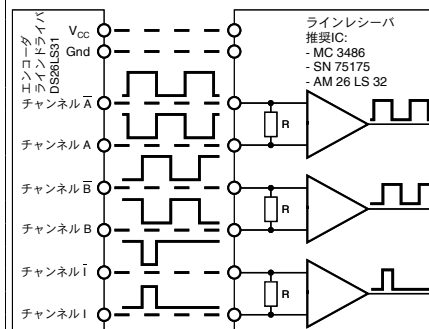 エンコーダ
ラインドライバ
DS26LS31
VCC
Gnd
チャンネル A̅
チャンネル A
チャンネル B̅
チャンネル B
チャンネル I̅
チャンネル I
ラインレシーバ
推奨IC:
- MC 3486
- SN 75175
- AM 26 LS 32
R
R
R